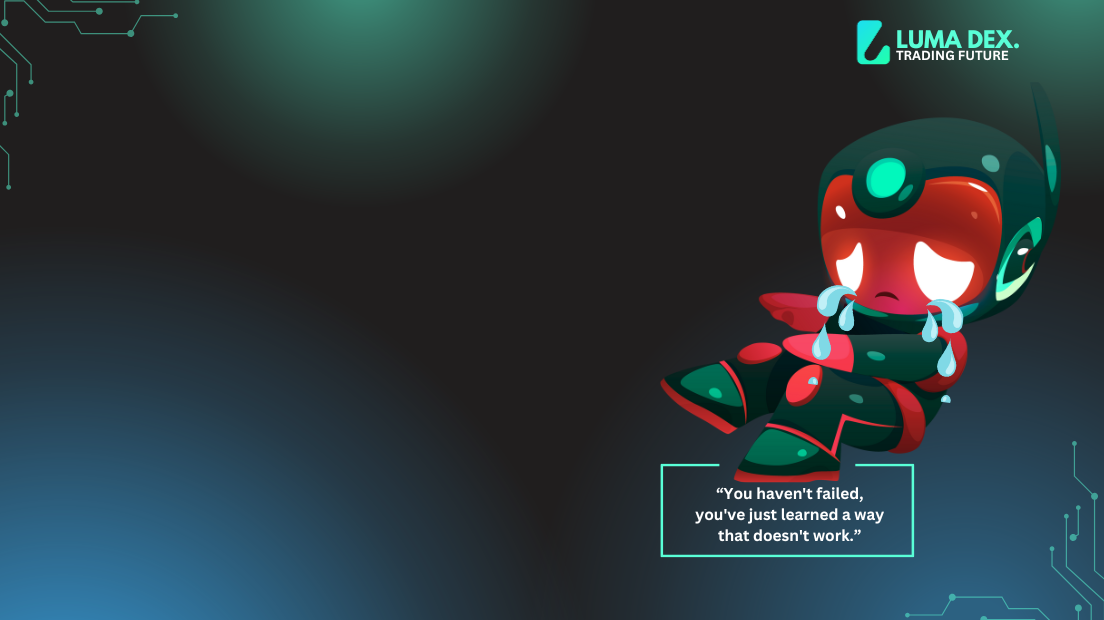 LUMA DEX.
TRADING FUTURE
“You haven't failed,
you've just learned a way
that doesn't work.”